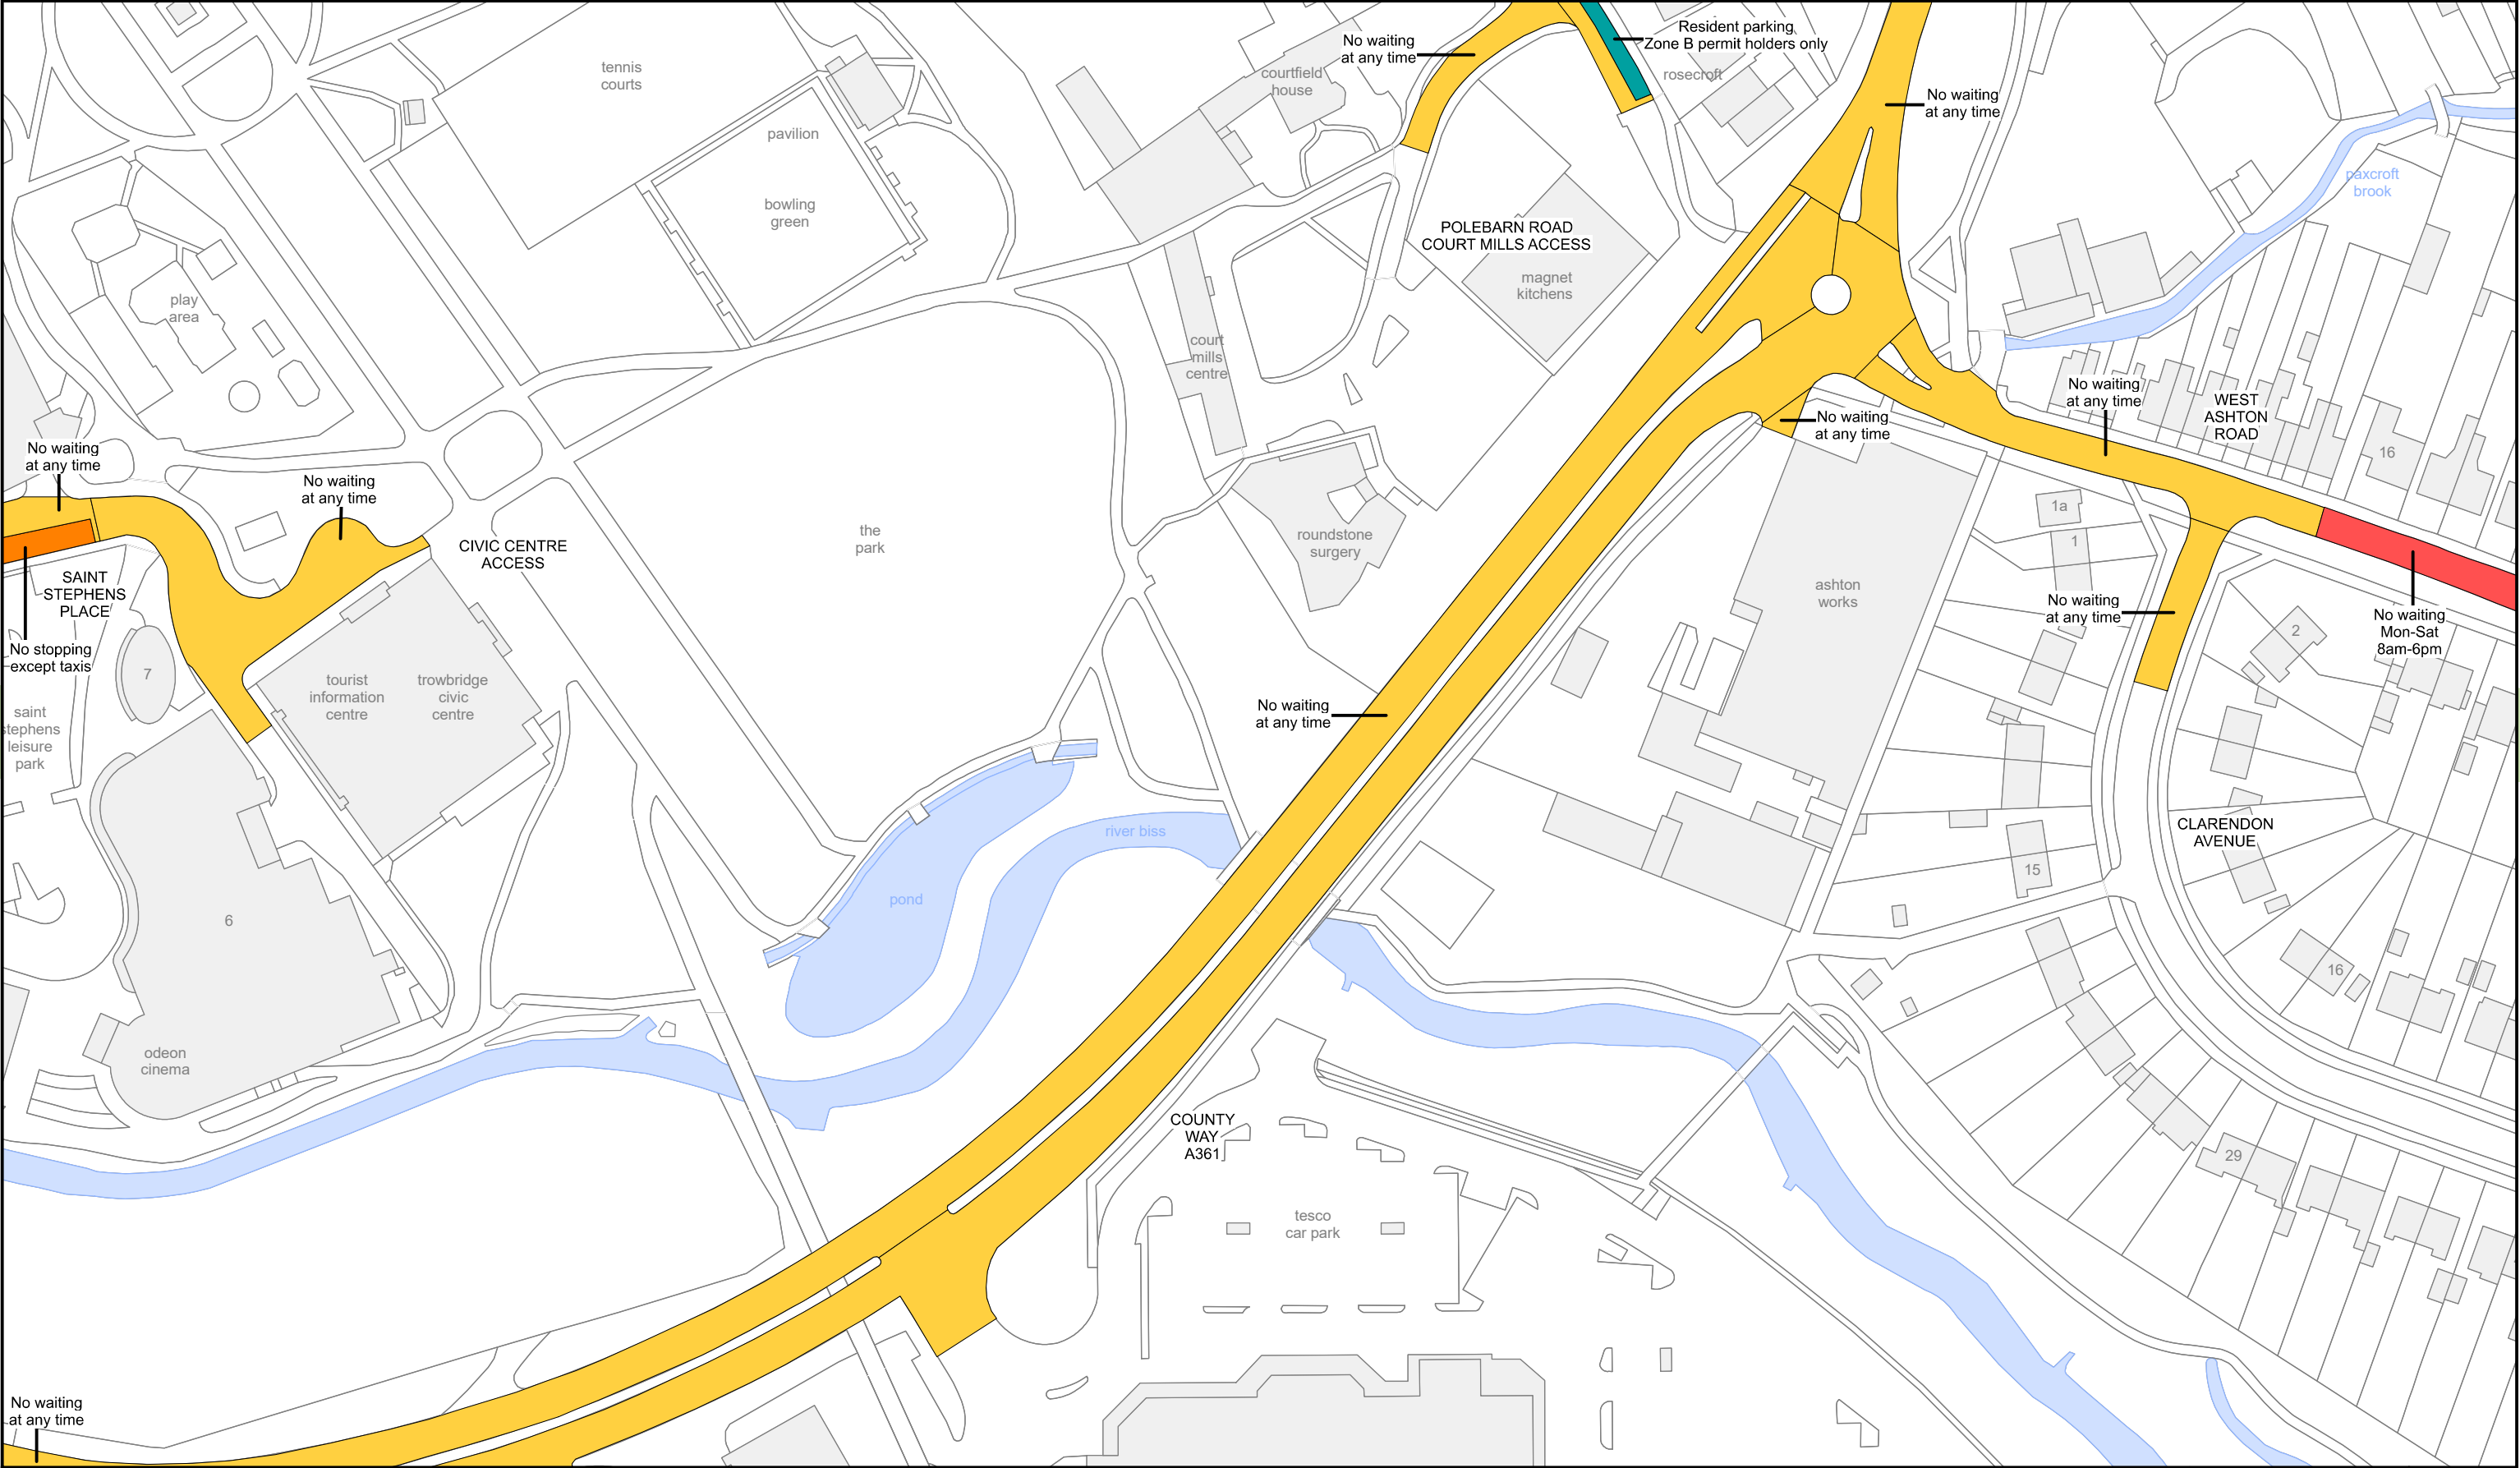 No waiting
at any time
Resident parking
Zone B permit holders only
tennis
courts
courtfield
house
rosecroft
No waiting
at any time
pavilion
bowling
green
paxcroft
brook
POLEBARN ROAD
COURT MILLS ACCESS
magnet
kitchens
play
area
court
mills
centre
No waiting
at any time
WEST
ASHTON
ROAD
No waiting
at any time
16
No waiting
at any time
No waiting
at any time
1a
1
the
park
roundstone
surgery
CIVIC CENTRE
ACCESS
SAINT
STEPHENS
PLACE
ashton
works
No waiting
at any time
2
No waiting
Mon-Sat
8am-6pm
No stopping
except taxis
7
tourist
information
centre
trowbridge
civic
centre
saint
stephens
leisure
park
No waiting
at any time
river biss
CLARENDON
AVENUE
15
pond
6
16
odeon
cinema
COUNTY
WAY
A361
29
tesco
car park
No waiting
at any time